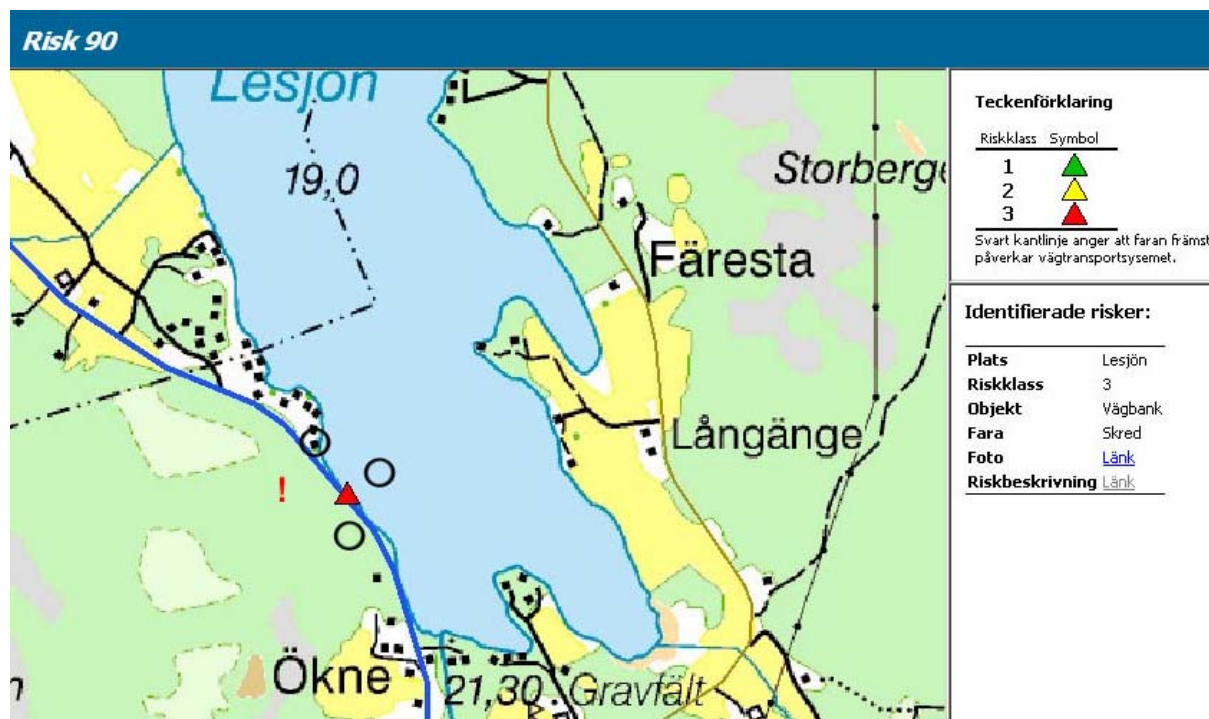 Risk 90
Lesjön
19,0
Storberge
Färesta
Långänge
!
Ökne
21,30
Gravfält
Teckenförklaring
Riskklass Symbol
1
2
3
Svart kantlinje anger att faran främst
påverkar vägtransportsysemet.
Identifierade risker:
Plats Lesjön
Riskklass 3
Objekt Vägbank
Fara Skred
Foto Länk
Riskbeskrivning Länk